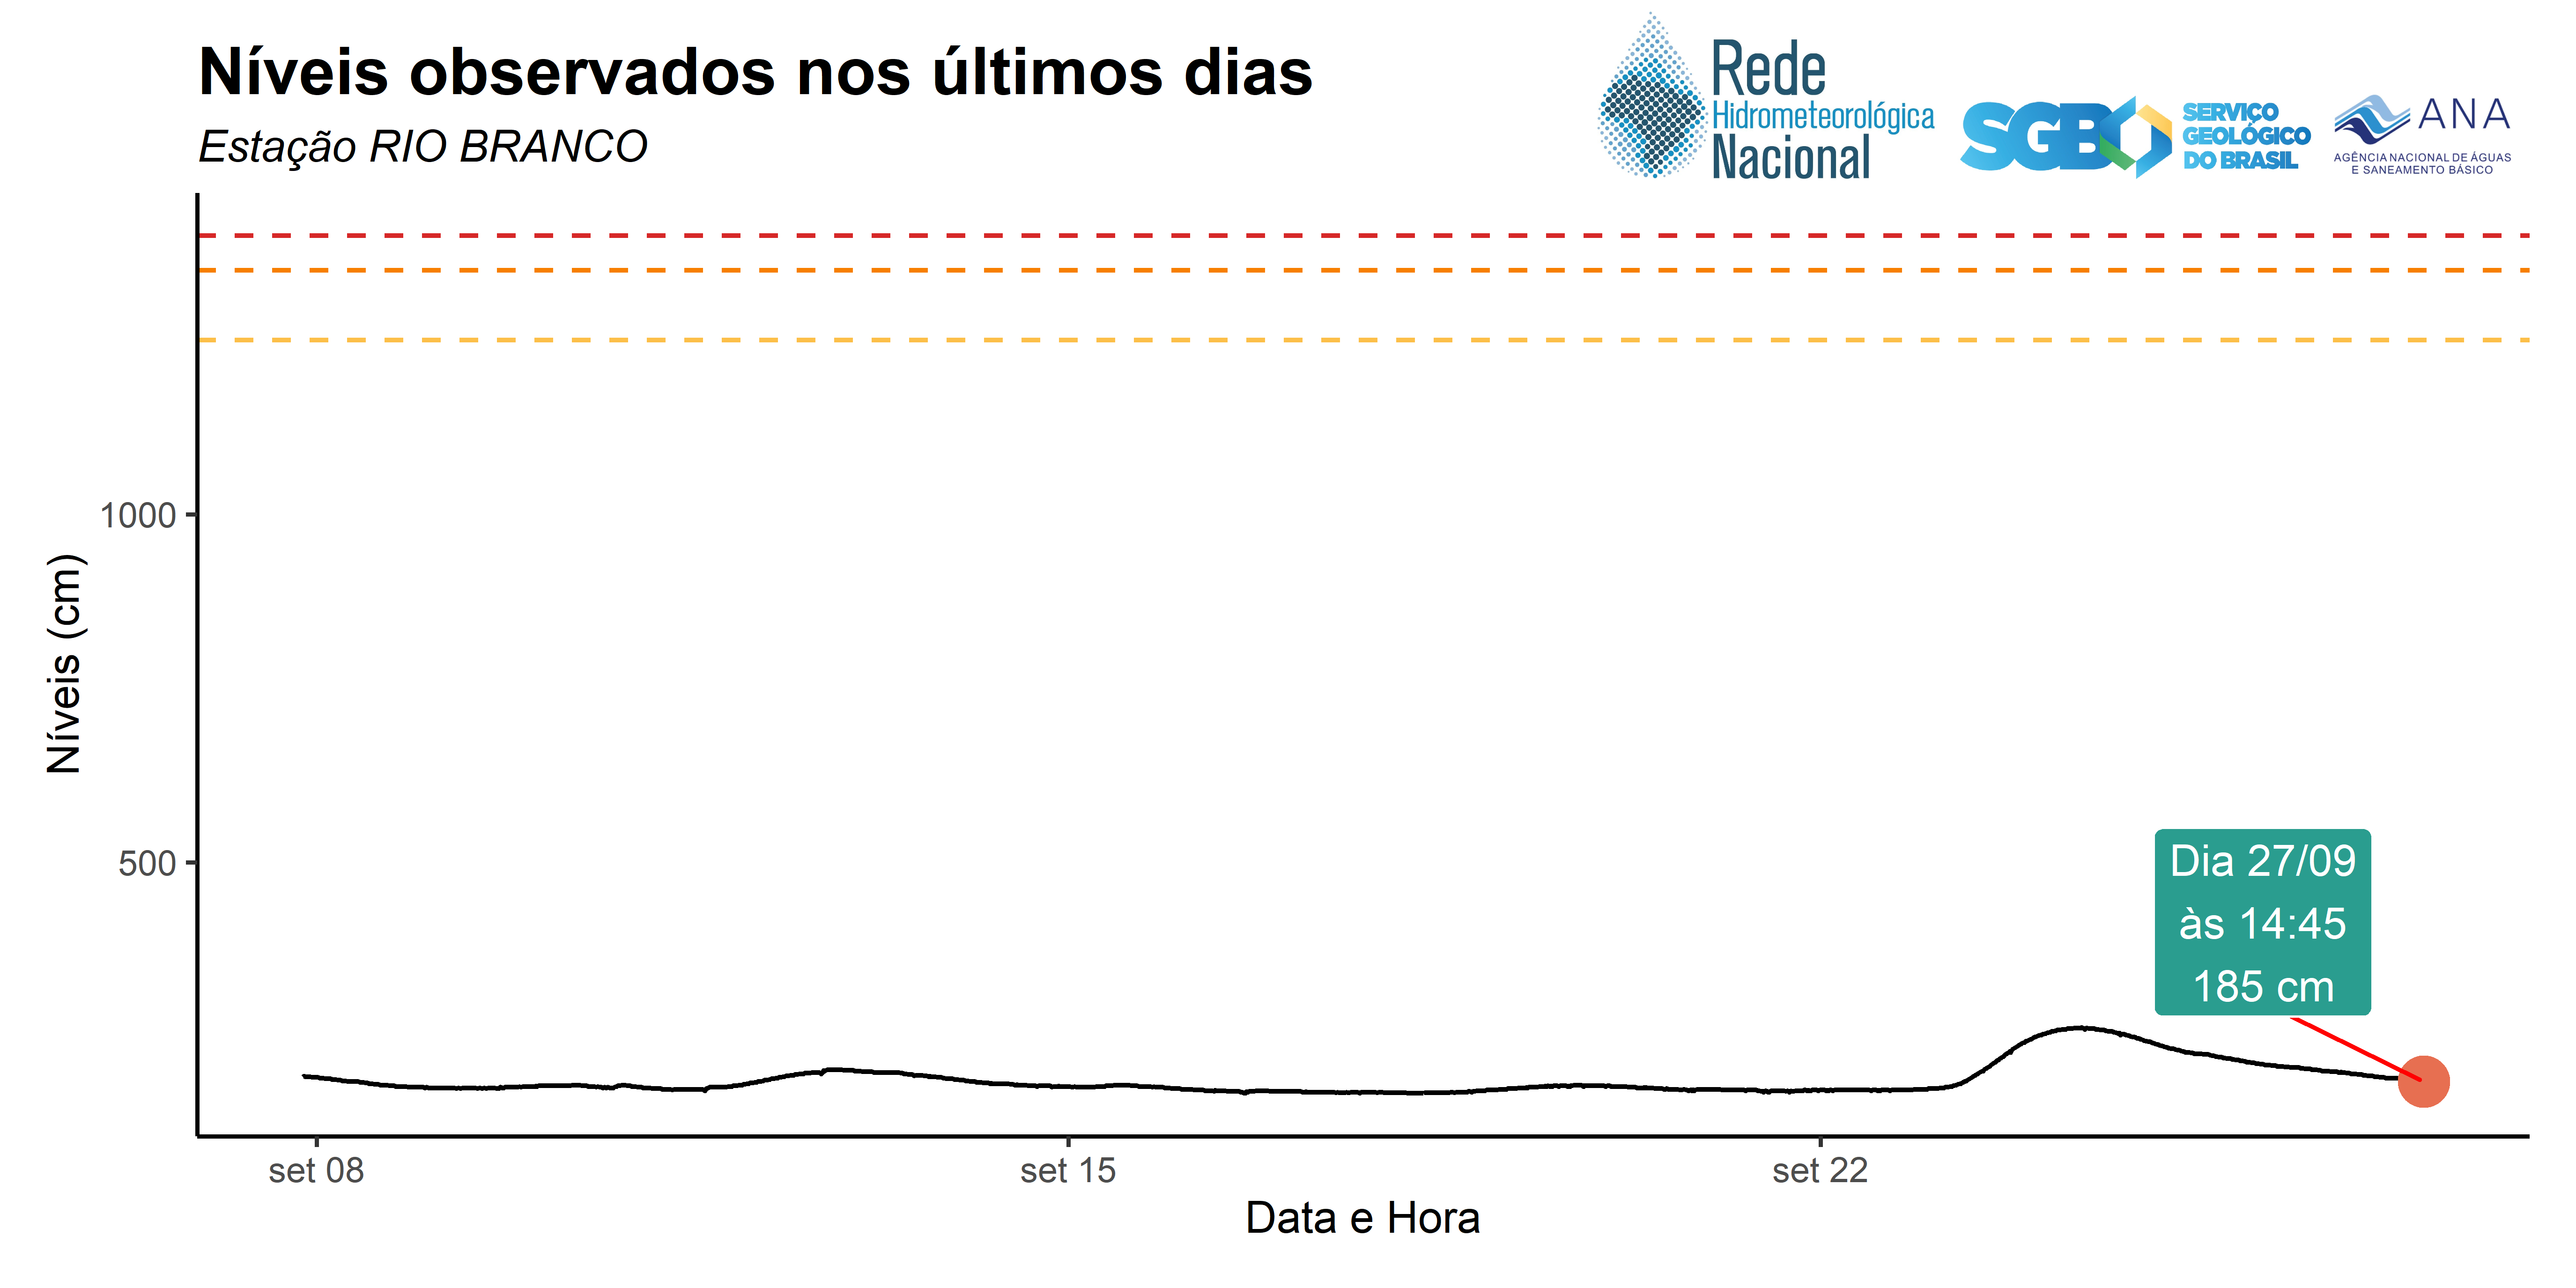 Níveis observados nos últimos dias
Estação RIO BRANCO
Rede
Hidrometeorológica
Nacional
SGB
SERVIÇO
GEOLÓGICO
DO BRASIL
ANA
AGÊNCIA NACIONAL DE ÁGUAS
E SANEAMENTO BÁSICO
1000
500
Níveis (cm)
Dia 27/09
às 14:45
185 cm
set 08
set 15
set 22
Data e Hora